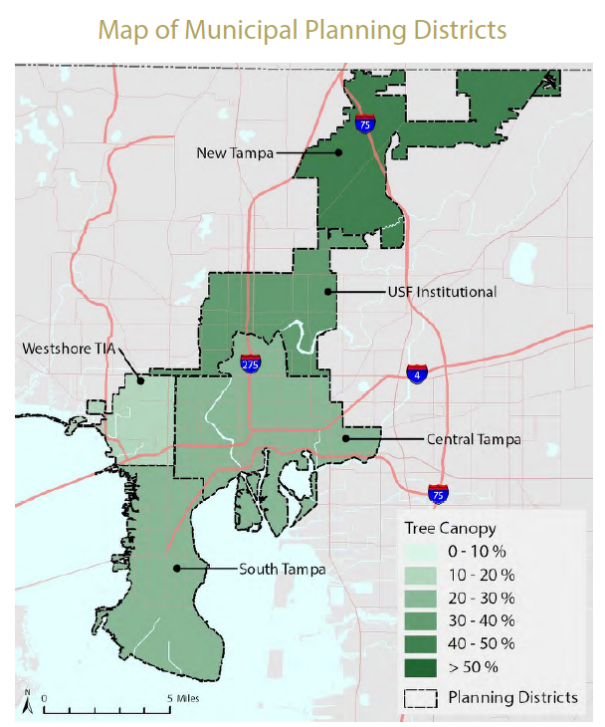 Map of Municipal Planning Districts
75
New Tampa
USF Institutional
Westshore TIA
275
4
Central Tampa
75
South Tampa
Tree Canopy
0 - 10 %
10 - 20 %
20 - 30 %
30 - 40 %
40 - 50 %
> 50 %
Planning Districts
N
0 5 Miles